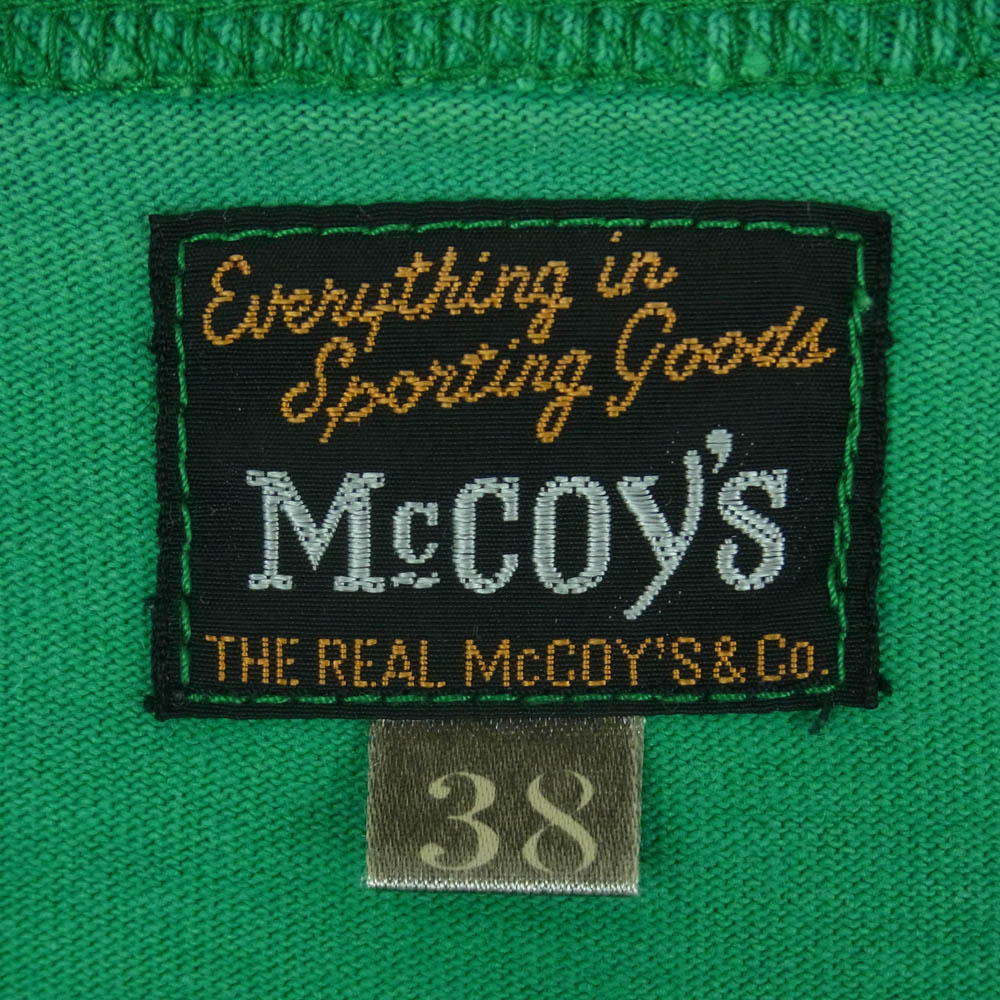 Everything in
Sporting Goods
McCOY'S
THE REAL McCOY'S & Co.
38